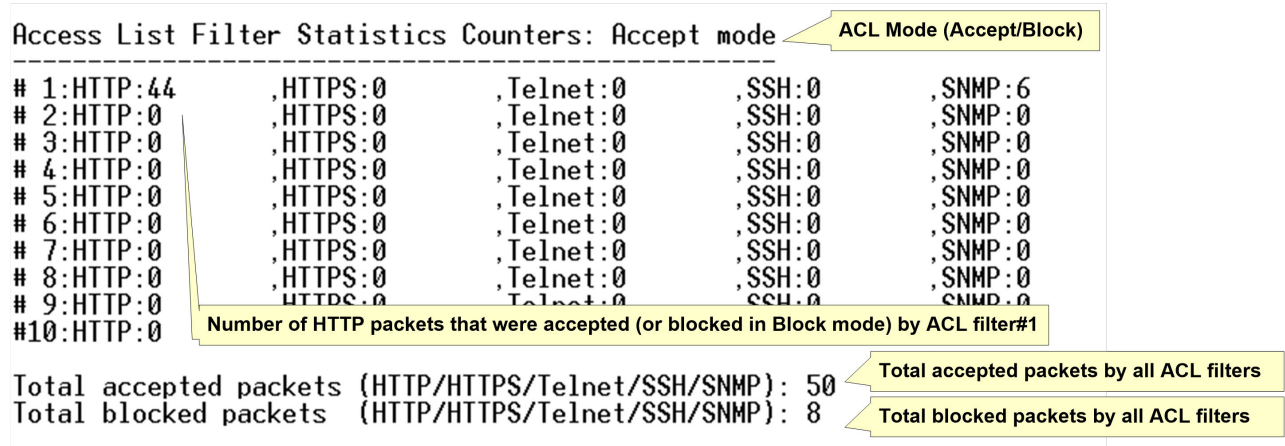 Access List Filter Statistics Counters: Accept mode
ACL Mode (Accept/Block)
----------------------------------------------------
# 1:HTTP:44 ,HTTPS:0 ,Telnet:0 ,SSH:0 ,SNMP:6
# 2:HTTP:0 ,HTTPS:0 ,Telnet:0 ,SSH:0 ,SNMP:0
# 3:HTTP:0 ,HTTPS:0 ,Telnet:0 ,SSH:0 ,SNMP:0
# 4:HTTP:0 ,HTTPS:0 ,Telnet:0 ,SSH:0 ,SNMP:0
# 5:HTTP:0 ,HTTPS:0 ,Telnet:0 ,SSH:0 ,SNMP:0
# 6:HTTP:0 ,HTTPS:0 ,Telnet:0 ,SSH:0 ,SNMP:0
# 7:HTTP:0 ,HTTPS:0 ,Telnet:0 ,SSH:0 ,SNMP:0
# 8:HTTP:0 ,HTTPS:0 ,Telnet:0 ,SSH:0 ,SNMP:0
# 9:HTTP:0 HTTPS:0 Telnet:0 SSH:0 SNMP:0
#10:HTTP:0
Number of HTTP packets that were accepted (or blocked in Block mode) by ACL filter#1
Total accepted packets (HTTP/HTTPS/Telnet/SSH/SNMP): 50
Total accepted packets by all ACL filters
Total blocked packets (HTTP/HTTPS/Telnet/SSH/SNMP): 8
Total blocked packets by all ACL filters